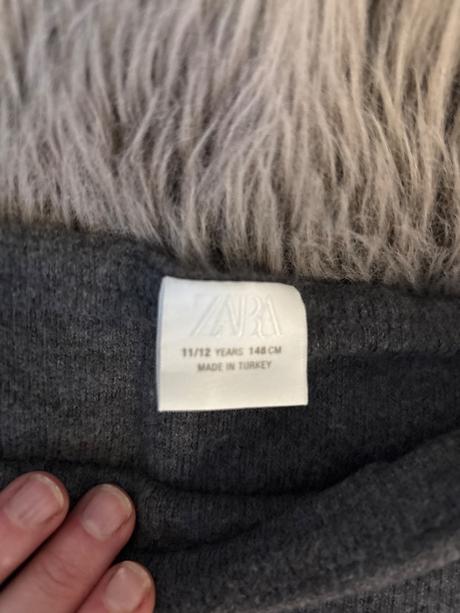 ZARA
11/12 YEARS 148 CM
MADE IN TURKEY